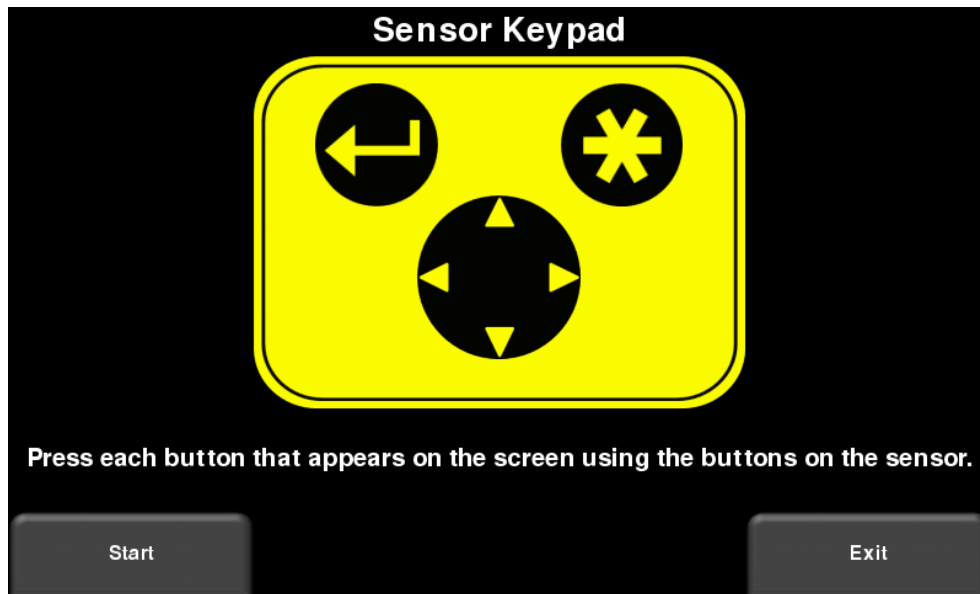 Sensor Keypad
Press each button that appears on the screen using the buttons on the sensor.
Start
Exit